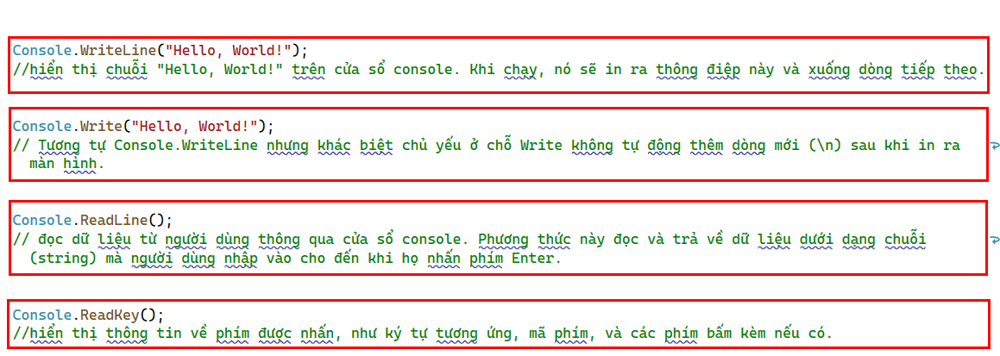 Console.WriteLine("Hello, World!");
//hiển thị chuỗi "Hello, World!" trên cửa sổ console. Khi chạy, nó sẽ in ra thông điệp này và xuống dòng tiếp theo.
Console.Write("Hello, World!");
// Tương tự Console.WriteLine nhưng khác biệt chủ yếu ở chỗ Write không tự động thêm dòng mới (\n) sau khi in ra
màn hình.
Console.ReadLine();
// đọc dữ liệu từ người dùng thông qua cửa sổ console. Phương thức này đọc và trả về dữ liệu dưới dạng chuỗi
(string) mà người dùng nhập vào cho đến khi họ nhấn phím Enter.
Console.ReadKey();
//hiển thị thông tin về phím được nhấn, như ký tự tương ứng, mã phím, và các phím bấm kèm nếu có.